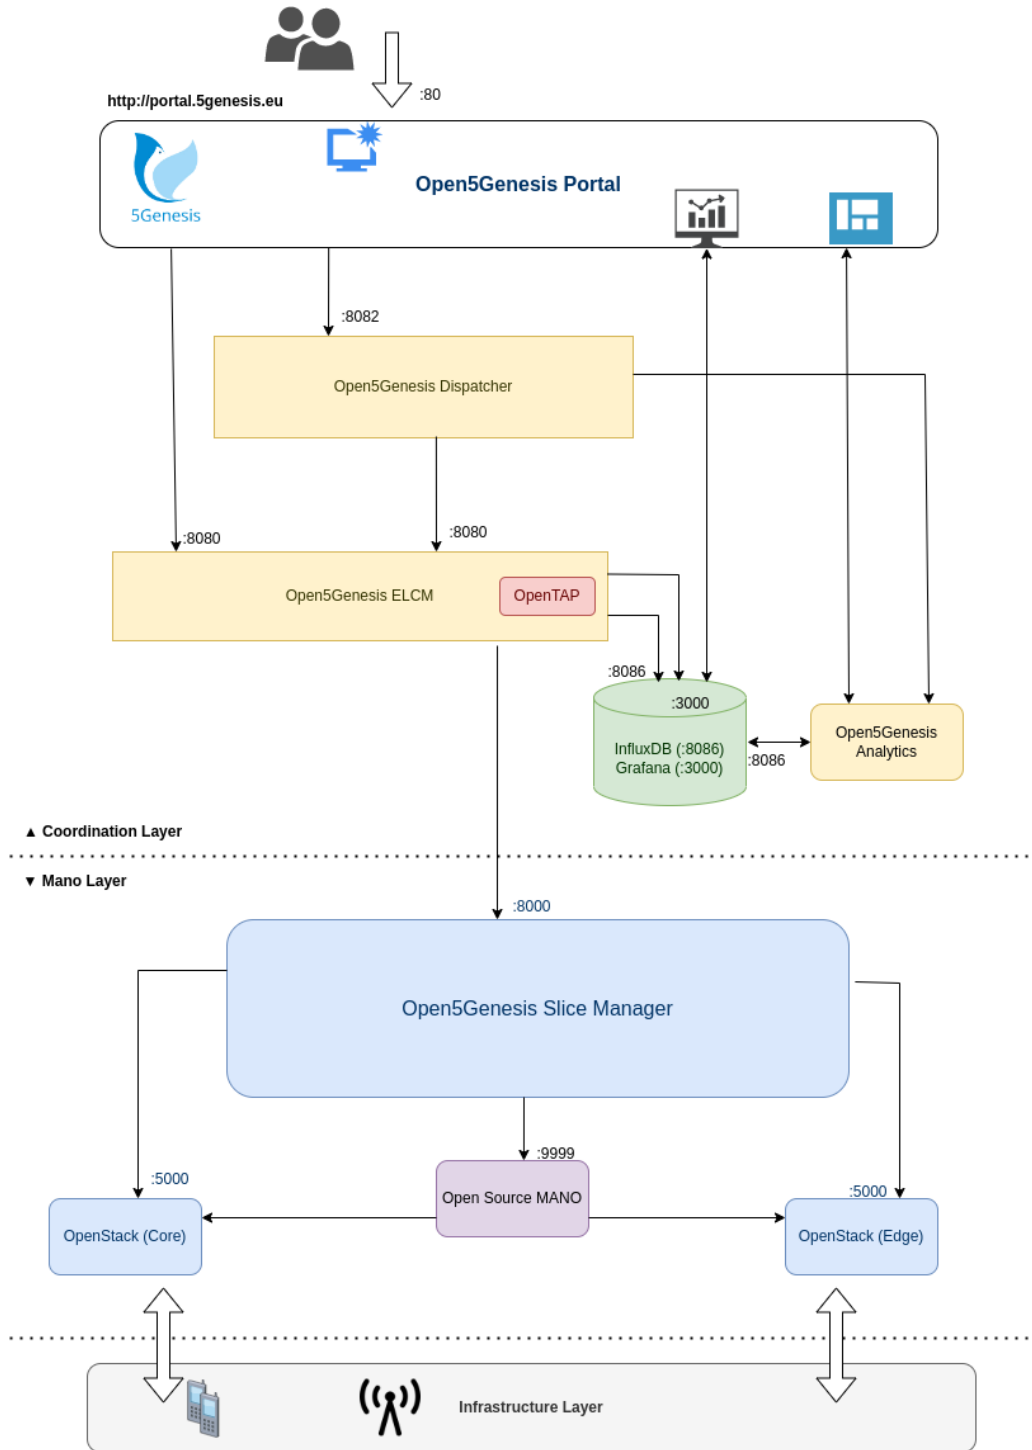 :80
http://portal.5genesis.eu
Open5Genesis Portal
5Genesis
:8082
Open5Genesis Dispatcher
:8080
:8080
Open5Genesis ELCM
OpenTAP
:8086
:3000
InfluxDB (:8086)
Grafana (:3000)
:8086
Open5Genesis
Analytics
▲ Coordination Layer
▼ Mano Layer
:8000
Open5Genesis Slice Manager
:9999
:5000
:5000
Open Source MANO
OpenStack (Core)
OpenStack (Edge)
Infrastructure Layer